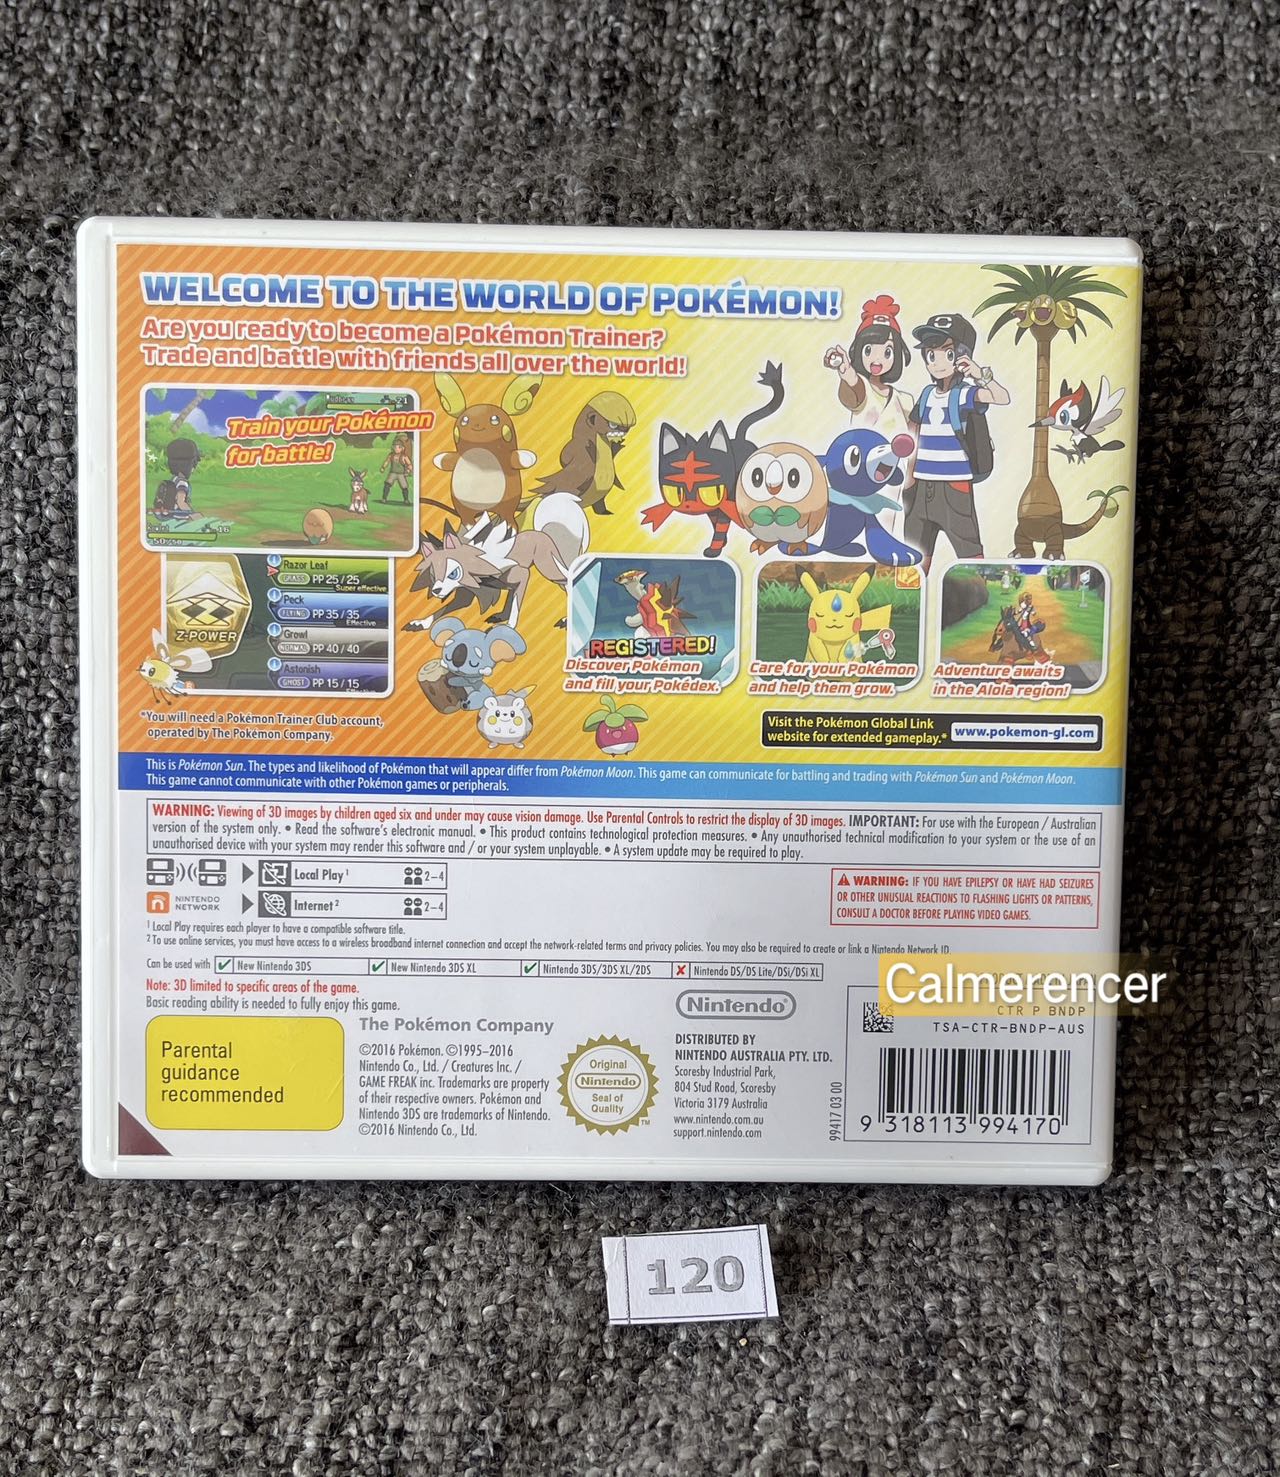 WELCOME TO THE WORLD OF POKÉMON!
Are you ready to become a Pokémon Trainer?
Trade and battle with friends all over the world!
Train your Pokémon
for battle!
16
50/50
21
Z-POWER
Razor Leaf
GRASS PP 25/25
Super effective
Peck
FLYING PP 35/35
Effective
Growl
NORMAL PP 40/40
Astonish
GHOST PP 15/15
REGISTERED!
Discover Pokémon
and fill your Pokédex.
Care for your Pokémon
and help them grow.
Adventure awaits
in the Alola region!
*You will need a Pokémon Trainer Club account,
operated by The Pokémon Company.
Visit the Pokémon Global Link
website for extended gameplay.*
www.pokemon-gl.com
This is Pokémon Sun. The types and likelihood of Pokémon that will appear differ from Pokémon Moon. This game can communicate for battling and trading with Pokémon Sun and Pokémon Moon.
This game cannot communicate with other Pokémon games or peripherals.
WARNING: Viewing of 3D images by children aged six and under may cause vision damage. Use Parental Controls to restrict the display of 3D images. IMPORTANT: For use with the European / Australian
version of the system only. • Read the software's electronic manual. • This product contains technological protection measures. • Any unauthorised technical modification to your system or the use of an
unauthorised device with your system may render this software and / or your system unplayable. • A system update may be required to play.
Local Play¹ 2–4
NINTENDO
NETWORK
Internet² 2–4
WARNING: IF YOU HAVE EPILEPSY OR HAVE HAD SEIZURES
OR OTHER UNUSUAL REACTIONS TO FLASHING LIGHTS OR PATTERNS,
CONSULT A DOCTOR BEFORE PLAYING VIDEO GAMES.
¹ Local Play requires each player to have a compatible software title.
² To use online services, you must have access to a wireless broadband internet connection and accept the network-related terms and privacy policies. You may also be required to create or link a Nintendo Network ID.
Can be used with ✓ New Nintendo 3DS ✓ New Nintendo 3DS XL ✓ Nintendo 3DS/3DS XL/2DS ✗ Nintendo DS/DS Lite/DSi/DSi XL
Note: 3D limited to specific areas of the game.
Basic reading ability is needed to fully enjoy this game.
Parental
guidance
recommended
The Pokémon Company
©2016 Pokémon. ©1995–2016
Nintendo Co., Ltd. / Creatures Inc. /
GAME FREAK inc. Trademarks are property
of their respective owners. Pokémon and
Nintendo 3DS are trademarks of Nintendo.
©2016 Nintendo Co., Ltd.
Original
Nintendo
Seal of
Quality
TM
Nintendo®
DISTRIBUTED BY
NINTENDO AUSTRALIA PTY. LTD.
Scoresby Industrial Park,
804 Stud Road, Scoresby
Victoria 3179 Australia
www.nintendo.com.au
support.nintendo.com
Calmerencer
CTR P BNDP
TSA-CTR-BNDP-AUS
99417 03 00
9 318113 994170
120